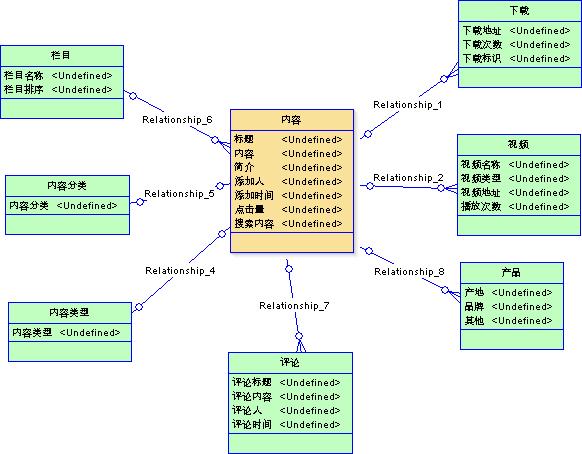 下载
下载地址 <Undefined>
下载次数 <Undefined>
下载标识 <Undefined>
栏目
栏目名称 <Undefined>
栏目排序 <Undefined>
Relationship_1
Relationship_6
内容
标题 <Undefined>
内容 <Undefined>
简介 <Undefined>
添加人 <Undefined>
添加时间 <Undefined>
点击量 <Undefined>
搜索内容 <Undefined>
视频
视频名称 <Undefined>
视频类型 <Undefined>
视频地址 <Undefined>
播放次数 <Undefined>
Relationship_2
内容分类
内容分类 <Undefined>
Relationship_5
Relationship_4
Relationship_8
产品
产地 <Undefined>
品牌 <Undefined>
其他 <Undefined>
内容类型
内容类型 <Undefined>
Relationship_7
评论
评论标题 <Undefined>
评论内容 <Undefined>
评论人 <Undefined>
评论时间 <Undefined>